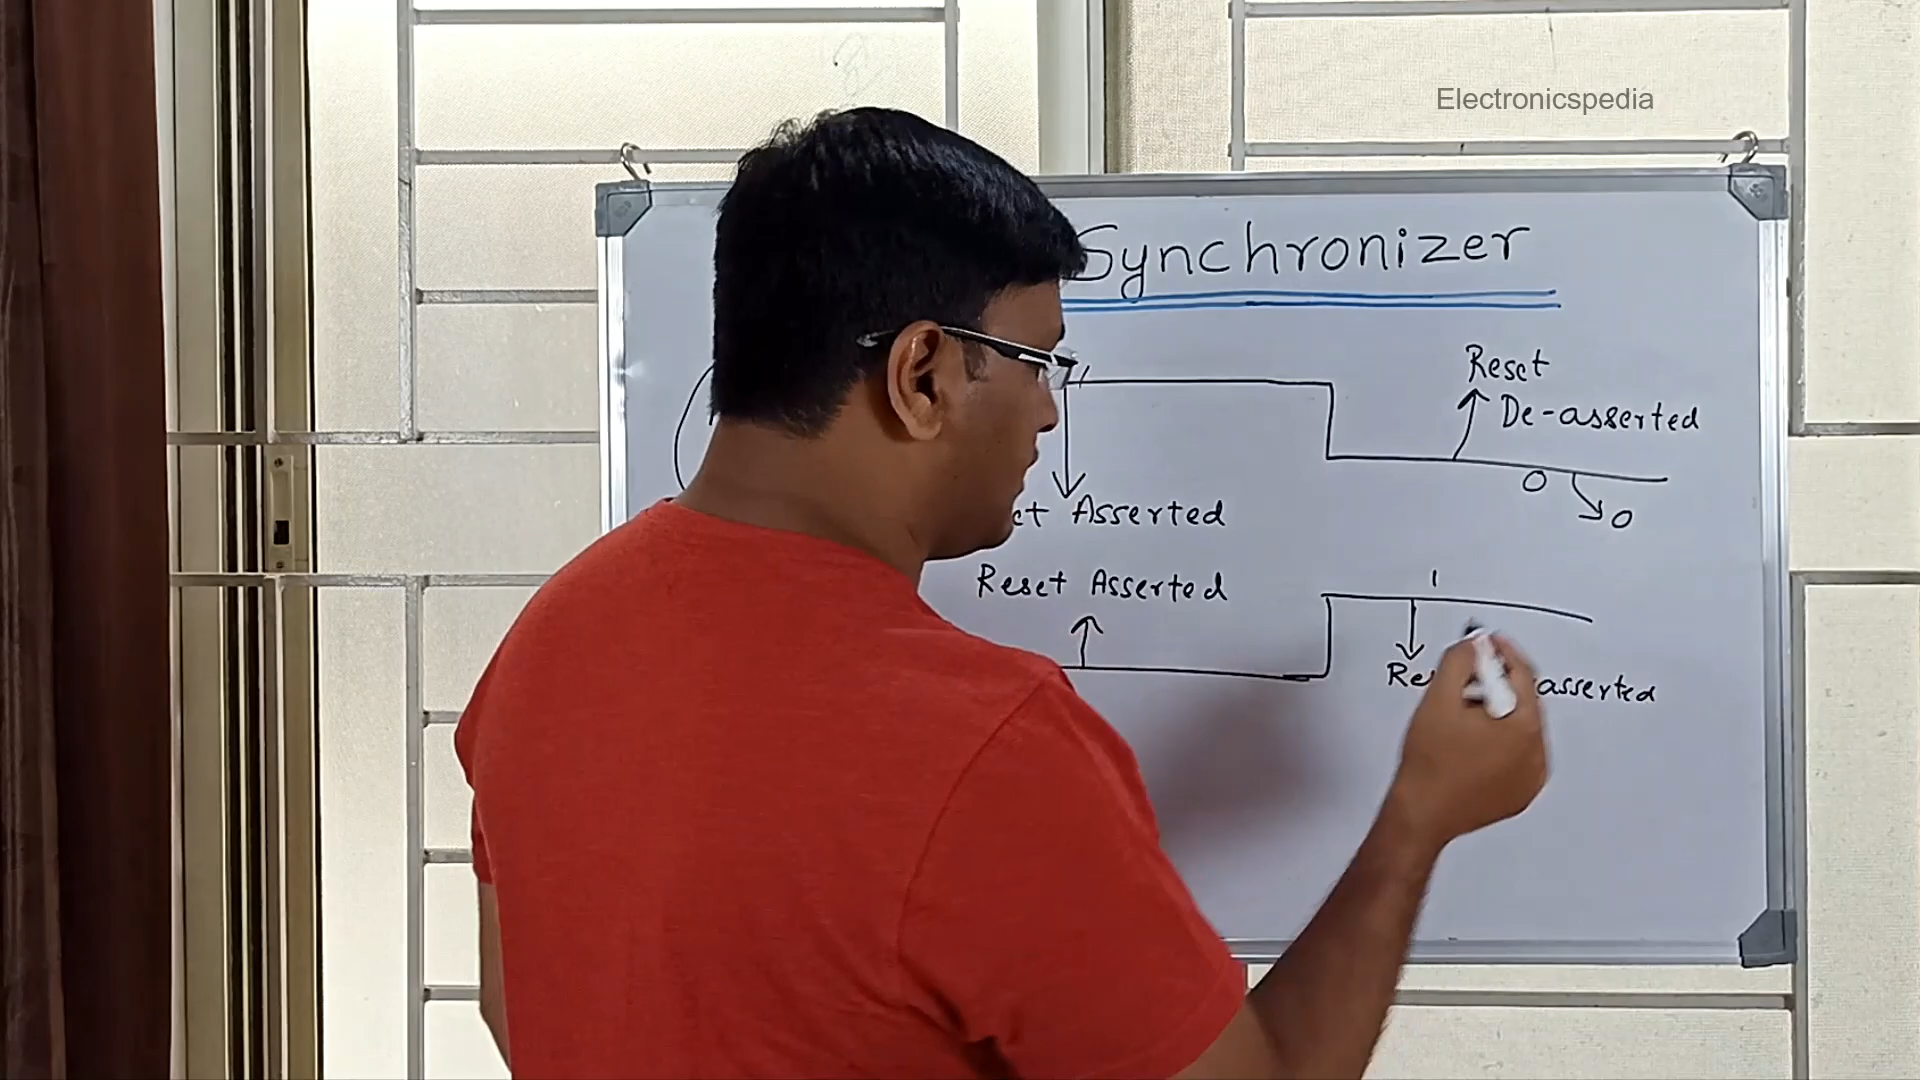 Electronicspedia
Synchronizer
Reset
De-asserted
0
0
Asserted
Reset Asserted
1
asserted